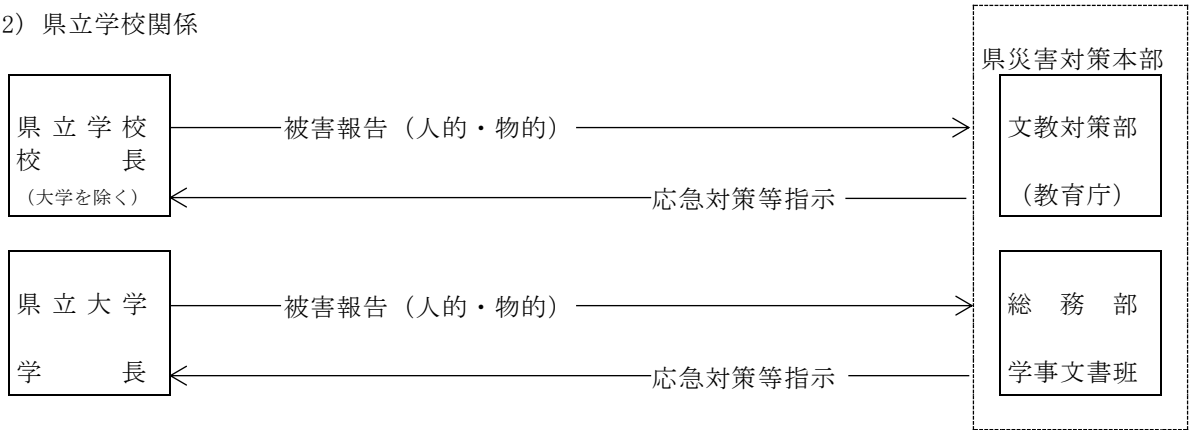 2) 県立学校関係
県災害対策本部
県立学校
校長
（大学を除く）
被害報告（人的・物的）
応急対策等指示
文教対策部
（教育庁）
県立大学
学長
被害報告（人的・物的）
応急対策等指示
総務部
学事文書班